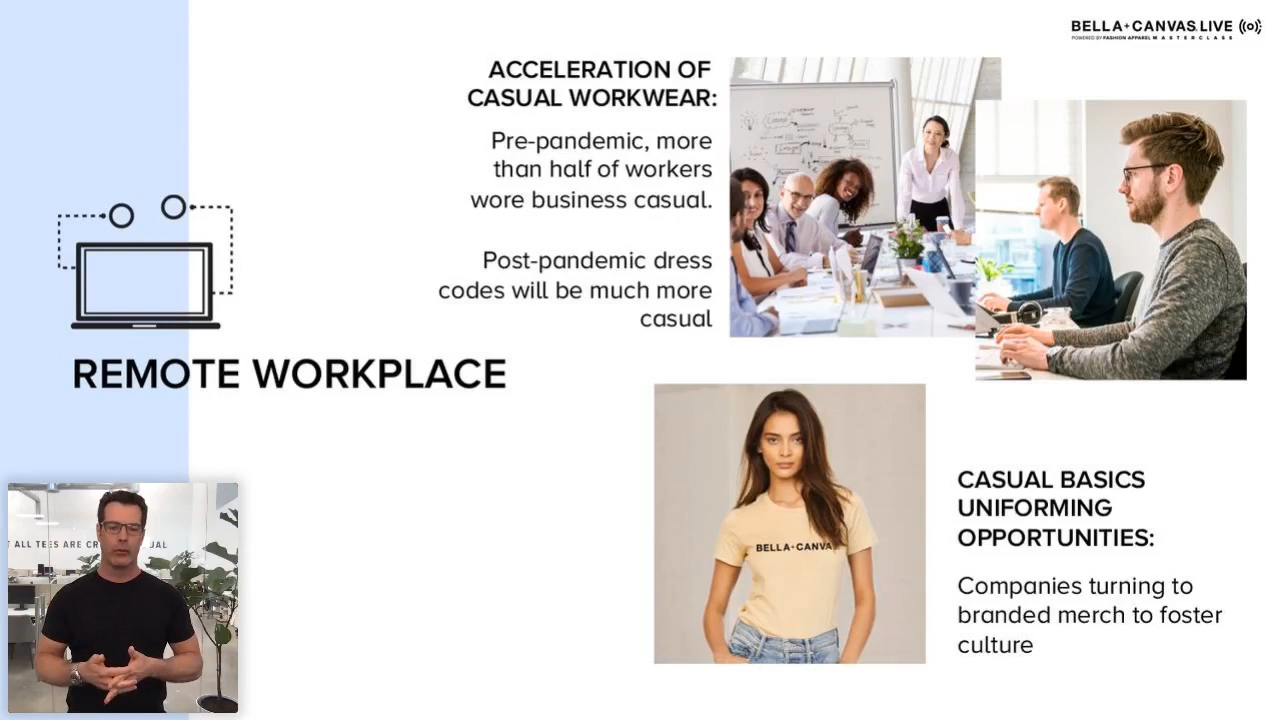 BELLA+CANVAS.LIVE
POWERED BY FASHION APPAREL MASTERCLASS
ACCELERATION OF
CASUAL WORKWEAR:
Pre-pandemic, more
than half of workers
wore business casual.
Post-pandemic dress
codes will be much more
casual
REMOTE WORKPLACE
BELLA+CANVA
CASUAL BASICS
UNIFORMING
OPPORTUNITIES:
Companies turning to
branded merch to foster
culture
T ALL TEES ARE CR UAL